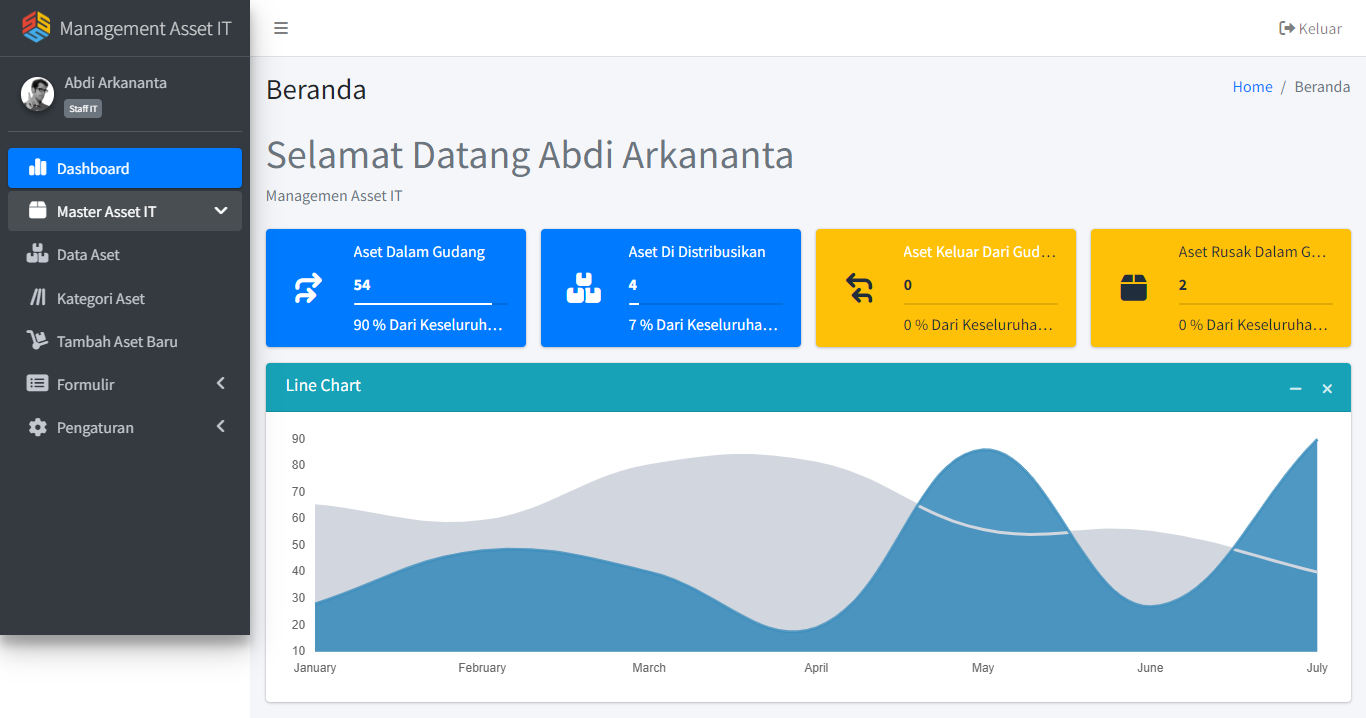 Management Asset IT
Keluar
Abdi Arkananta
Staff IT
Dashboard
Master Asset IT
Data Aset
Kategori Aset
Tambah Aset Baru
Formulir
Pengaturan
Beranda
Home / Beranda
Selamat Datang Abdi Arkananta
Managemen Asset IT
Aset Dalam Gudang
54
90 % Dari Keseluruh...
Aset Di Distribusikan
4
7 % Dari Keseluruha...
Aset Keluar Dari Gud...
0
0 % Dari Keseluruha...
Aset Rusak Dalam G...
2
0 % Dari Keseluruha...
Line Chart
90
80
70
60
50
40
30
20
10
January February March April May June July